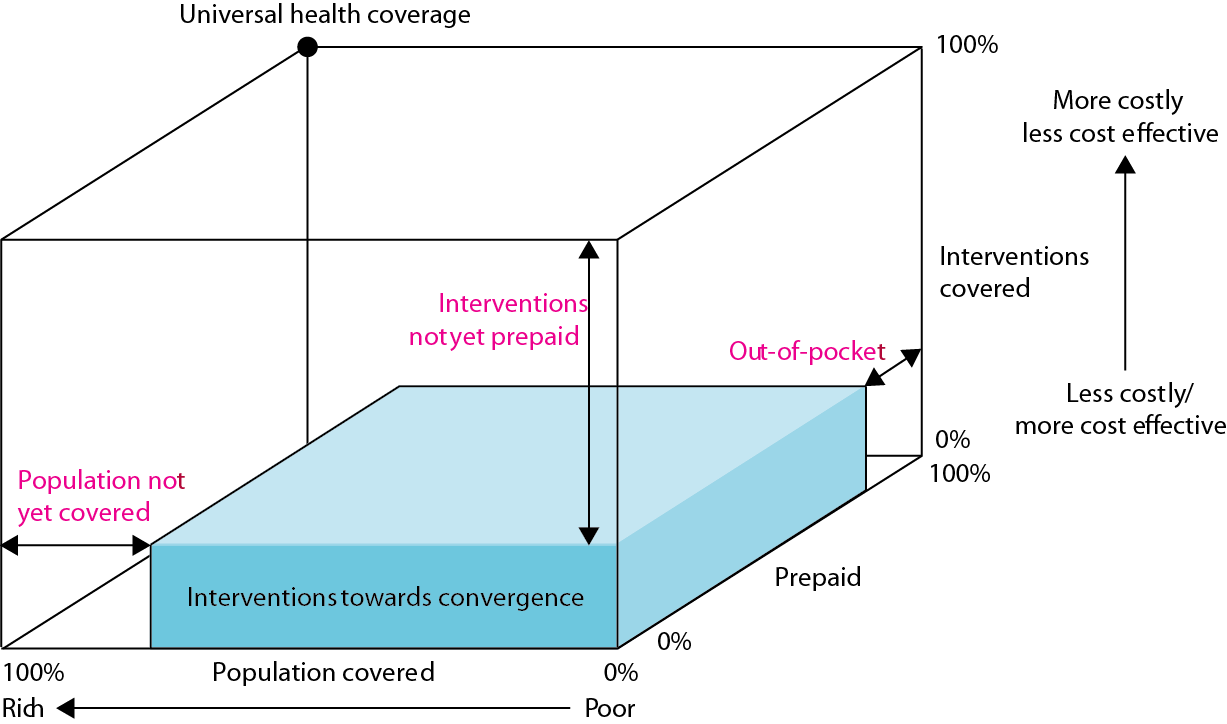 Universal health coverage
100%
More costly
less cost effective
Interventions
covered
Interventions
not yet prepaid
Out-of-pocket
Less costly/
more cost effective
0%
100%
Population not
yet covered
Interventions towards convergence
Prepaid
0%
100%
Population covered
0%
Rich
Poor